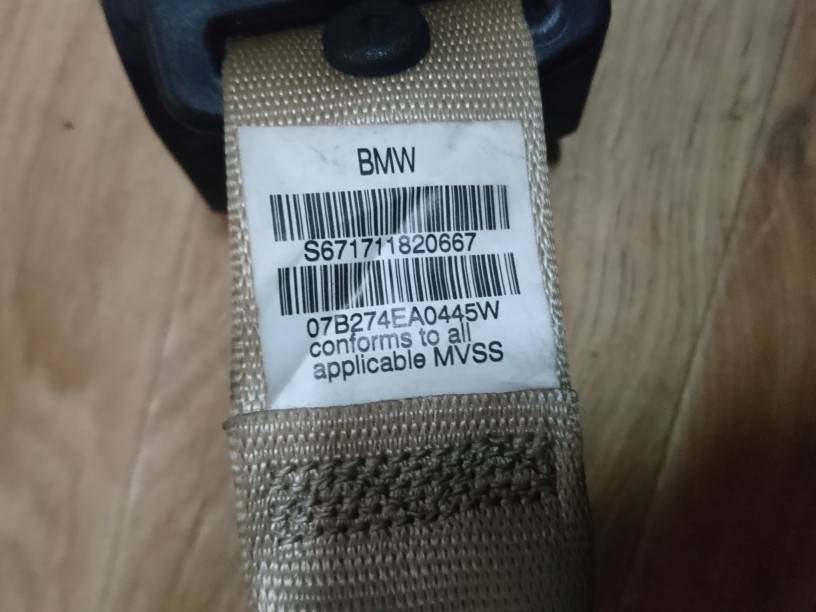 BMW
S671711820667
07B274EA0445W
conforms to all
applicable MVSS